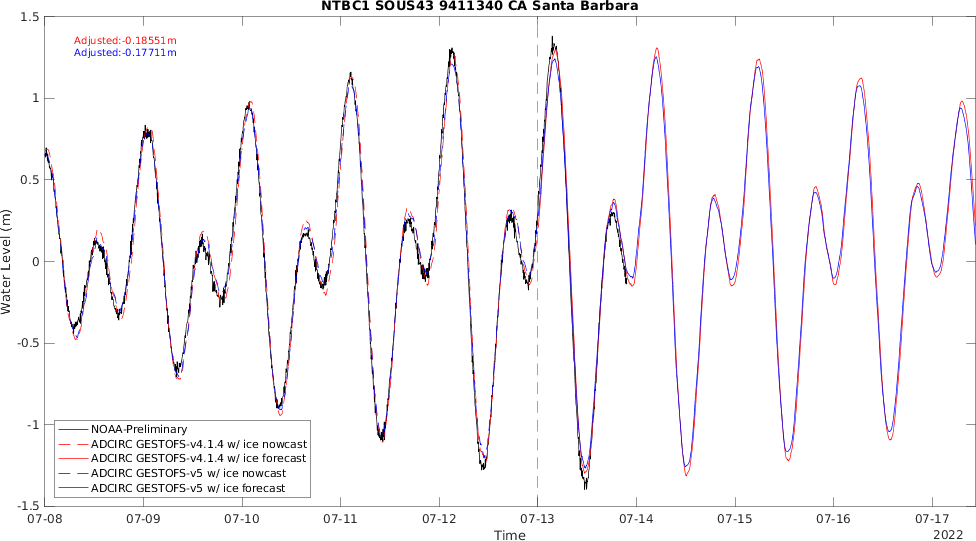 NTBC1 SOUS43 9411340 CA Santa Barbara
Adjusted:-0.18551m
Adjusted:-0.17711m
1.5
1
0.5
0
-0.5
-1
-1.5
Water Level (m)
NOAA-Preliminary
ADCIRC GESTOFS-v4.1.4 w/ ice nowcast
ADCIRC GESTOFS-v4.1.4 w/ ice forecast
ADCIRC GESTOFS-v5 w/ ice nowcast
ADCIRC GESTOFS-v5 w/ ice forecast
07-08 07-09 07-10 07-11 07-12 07-13 07-14 07-15 07-16 07-17
Time
2022